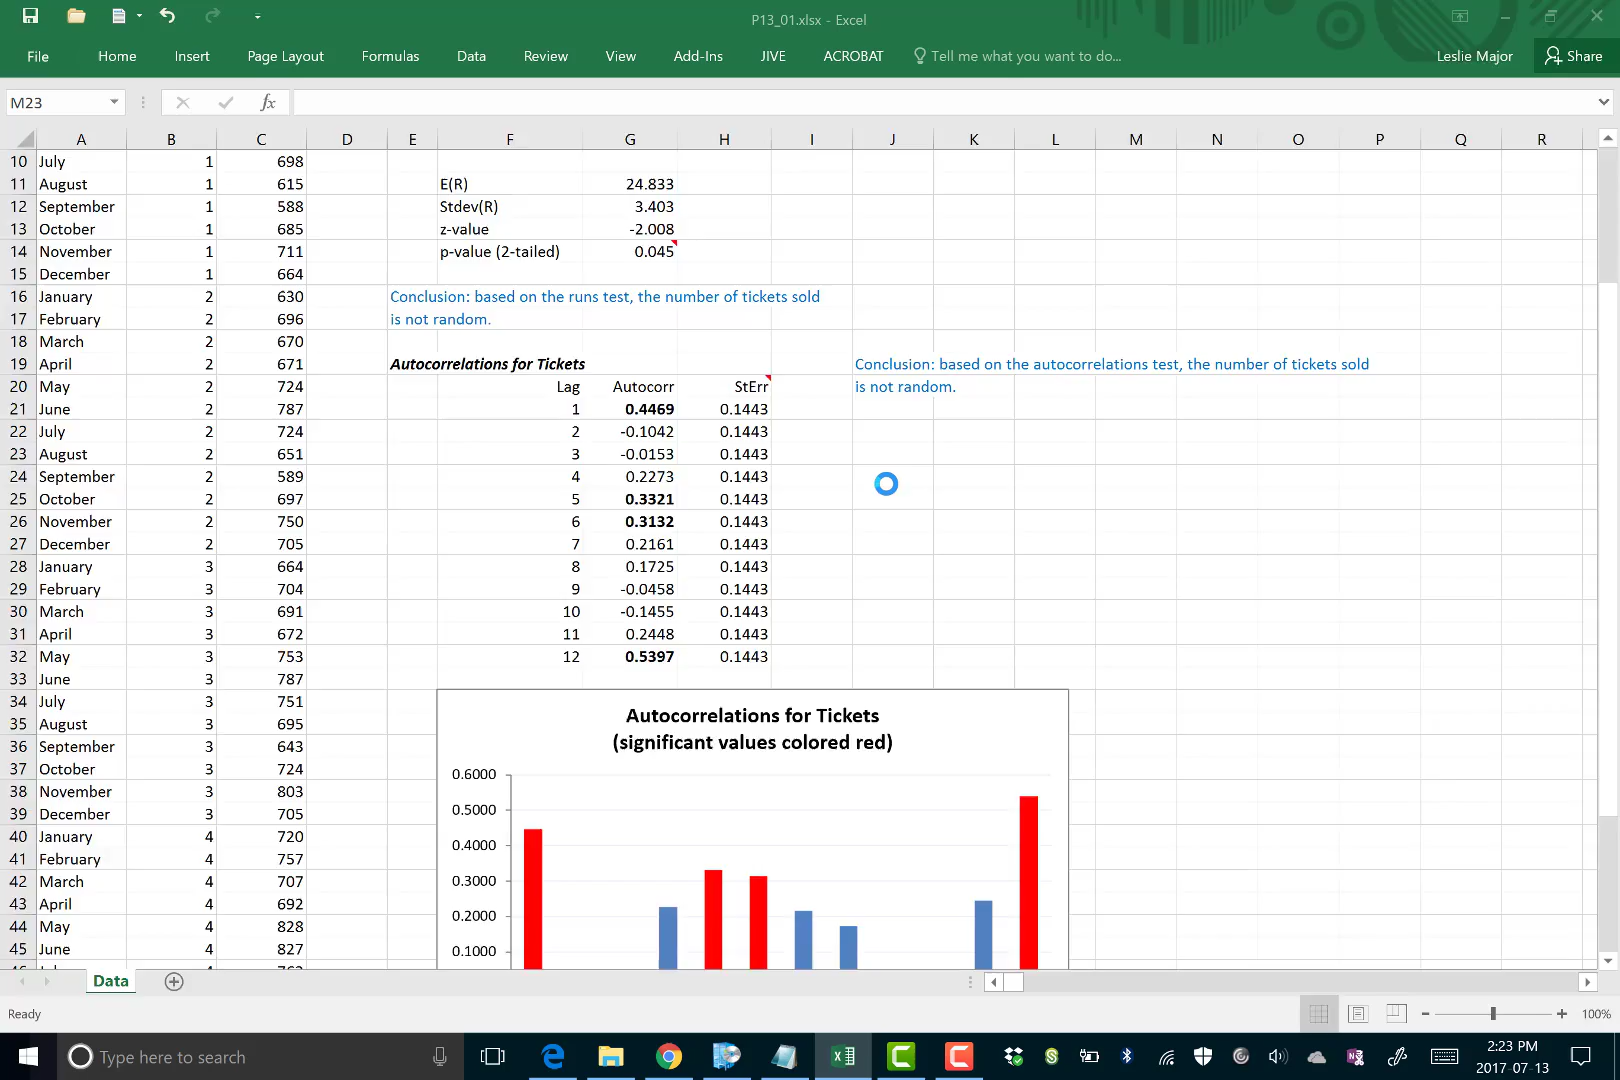 P13_01.xlsx - Excel
File Home Insert Page Layout Formulas Data Review View Add-Ins JIVE ACROBAT Tell me what you want to do... Leslie Major Share
M23 fx
A B C D E F G H I J K L M N O P Q R
10 July 1 698
11 August 1 615 E(R) 24.833
12 September 1 588 Stdev(R) 3.403
13 October 1 685 z-value -2.008
14 November 1 711 p-value (2-tailed) 0.045
15 December 1 664
16 January 2 630 Conclusion: based on the runs test, the number of tickets sold
17 February 2 696 is not random.
18 March 2 670
19 April 2 671 Autocorrelations for Tickets Conclusion: based on the autocorrelations test, the number of tickets sold
20 May 2 724 Lag Autocorr StErr is not random.
21 June 2 787 1 0.4469 0.1443
22 July 2 724 2 -0.1042 0.1443
23 August 2 651 3 -0.0153 0.1443
24 September 2 589 4 0.2273 0.1443
25 October 2 697 5 0.3321 0.1443
26 November 2 750 6 0.3132 0.1443
27 December 2 705 7 0.2161 0.1443
28 January 3 664 8 0.1725 0.1443
29 February 3 704 9 -0.0458 0.1443
30 March 3 691 10 -0.1455 0.1443
31 April 3 672 11 0.2448 0.1443
32 May 3 753 12 0.5397 0.1443
33 June 3 787
34 July 3 751
35 August 3 695
36 September 3 643
37 October 3 724
38 November 3 803
39 December 3 705
40 January 4 720
41 February 4 757
42 March 4 707
43 April 4 692
44 May 4 828
45 June 4 827
Autocorrelations for Tickets
(significant values colored red)
0.6000
0.5000
0.4000
0.3000
0.2000
0.1000
Data
Ready 100%
Type here to search
2:23 PM
2017-07-13